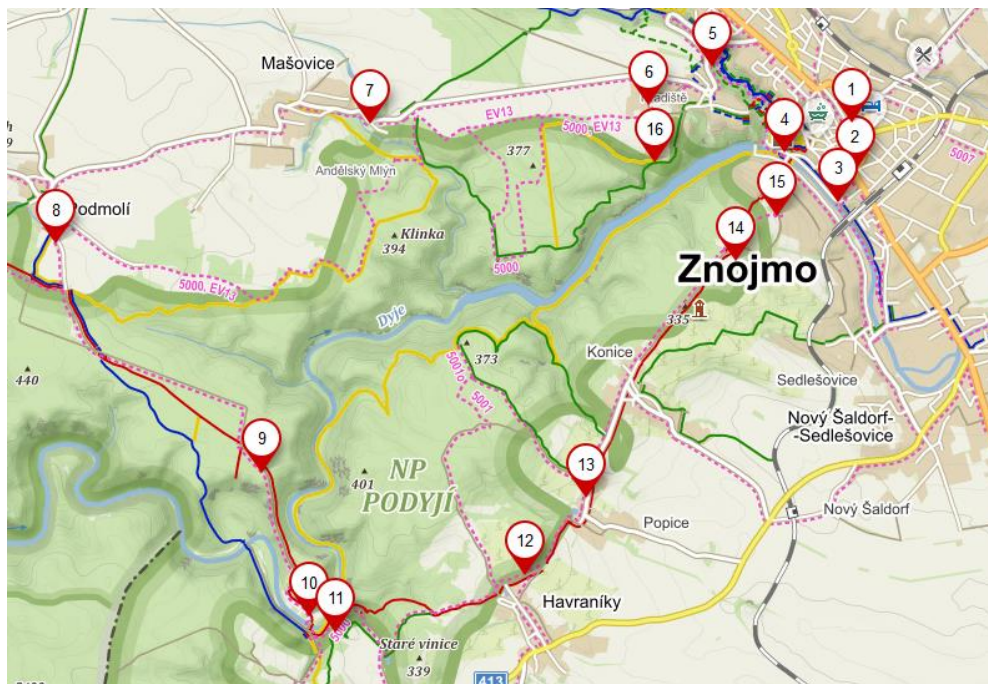 5
Mašovice
6
7
1
Hradiště
EV13
5000, EV13
4
2
16
377
5007
Andělský Mlýn
3
15
8
Podmolí
Klinka
394
14
5000
Znojmo
5000, EV13
Dyje
335
373
Konice
440
5001
5001
Sedlešovice
Nový Šaldorf-
-Sedlešovice
9
NP
PODYJÍ
401
13
Nový Šaldorf
Popice
12
10
11
Havraníky
5000
Staré vinice
339
413